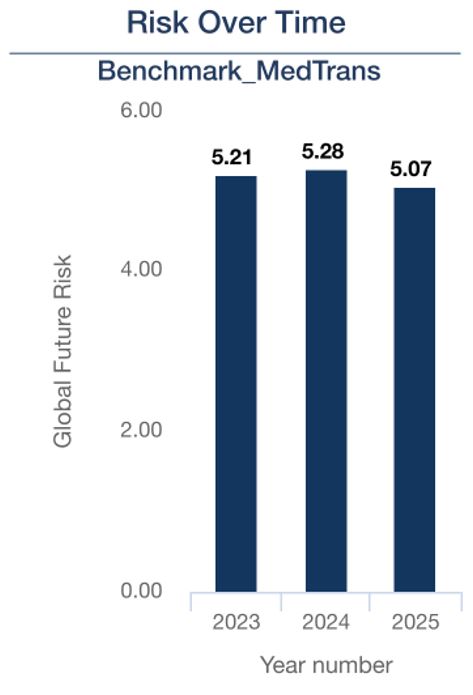 Risk Over Time
Benchmark_MedTrans
6.00
5.21
5.28
5.07
4.00
Global Future Risk
2.00
0.00
2023 2024 2025
Year number